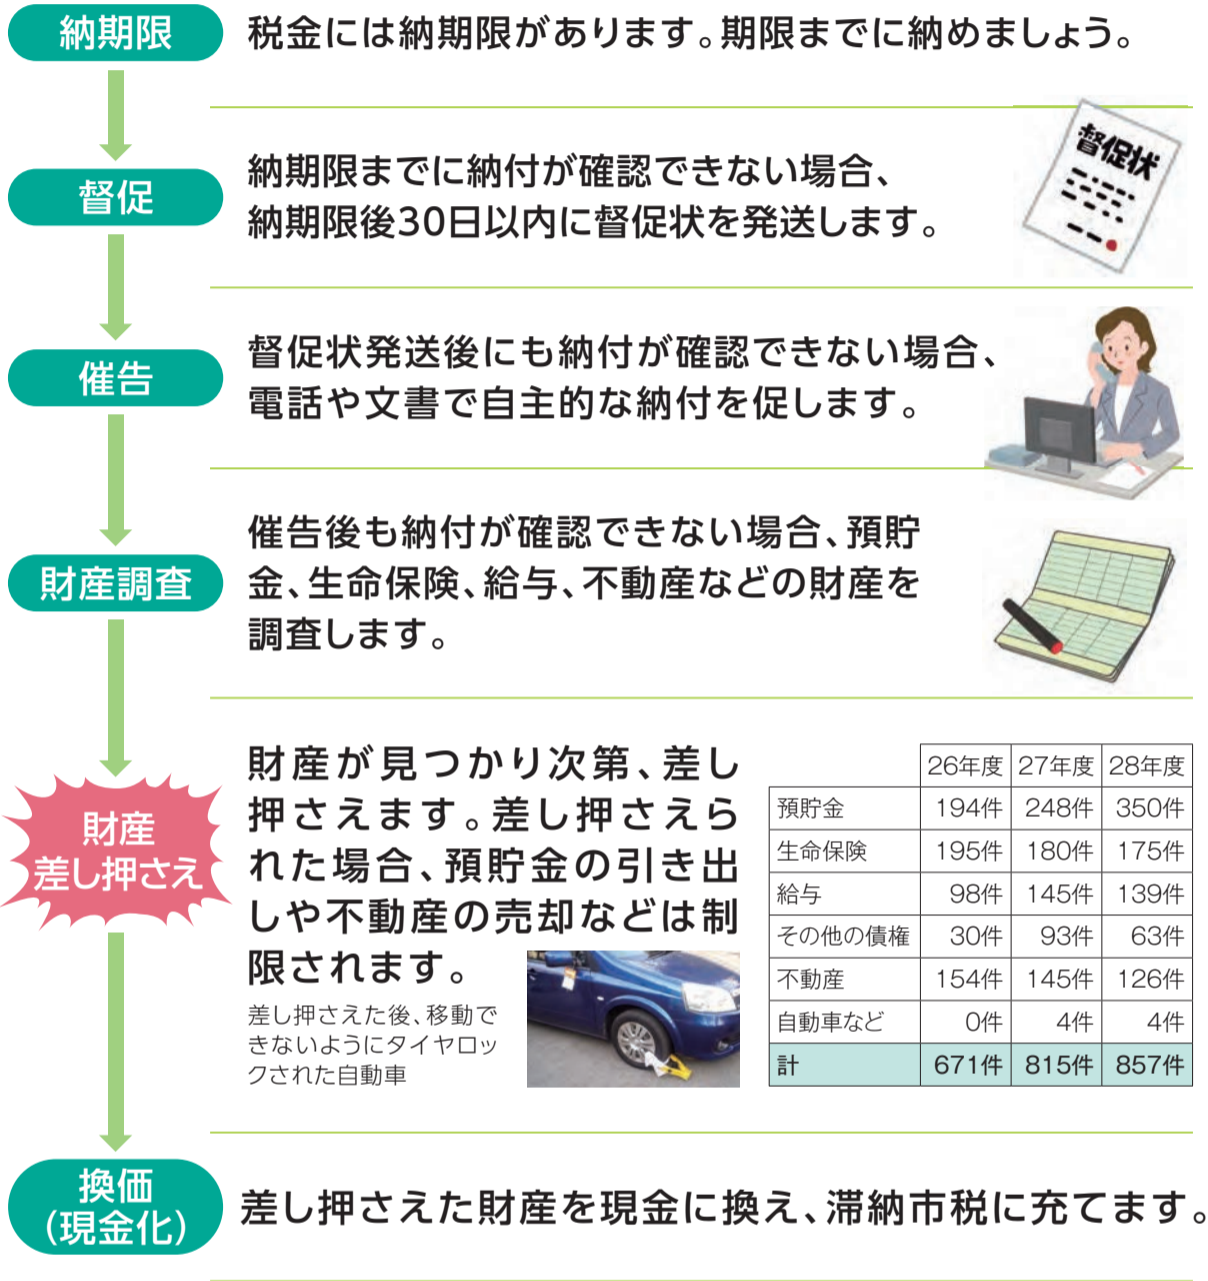 納期限
税金には納期限があります。期限までに納めましょう。
督促
納期限までに納付が確認できない場合、
納期限後30日以内に督促状を発送します。
督促状
催告
督促状発送後にも納付が確認できない場合、
電話や文書で自主的な納付を促します。
財産調査
催告後も納付が確認できない場合、預貯
金、生命保険、給与、不動産などの財産を
調査します。
財産
差し押さえ
財産が見つかり次第、差し
押さえます。差し押さえら
れた場合、預貯金の引き出
しや不動産の売却などは制
限されます。
差し押さえた後、移動で
きないようにタイヤロッ
クされた自動車
26年度 27年度 28年度
預貯金 194件 248件 350件
生命保険 195件 180件 175件
給与 98件 145件 139件
その他の債権 30件 93件 63件
不動産 154件 145件 126件
自動車など 0件 4件 4件
計 671件 815件 857件
換価
(現金化)
差し押さえた財産を現金に換え、滞納市税に充てます。